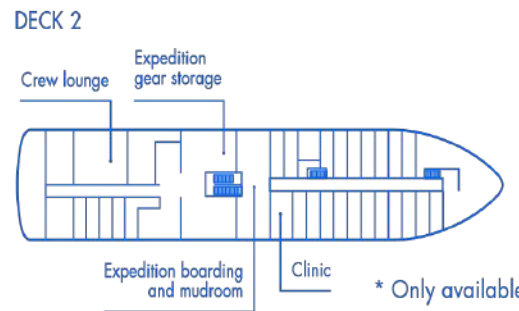 DECK 2
Expedition
gear storage
Crew lounge
Expedition boarding
and mudroom
Clinic
* Only available